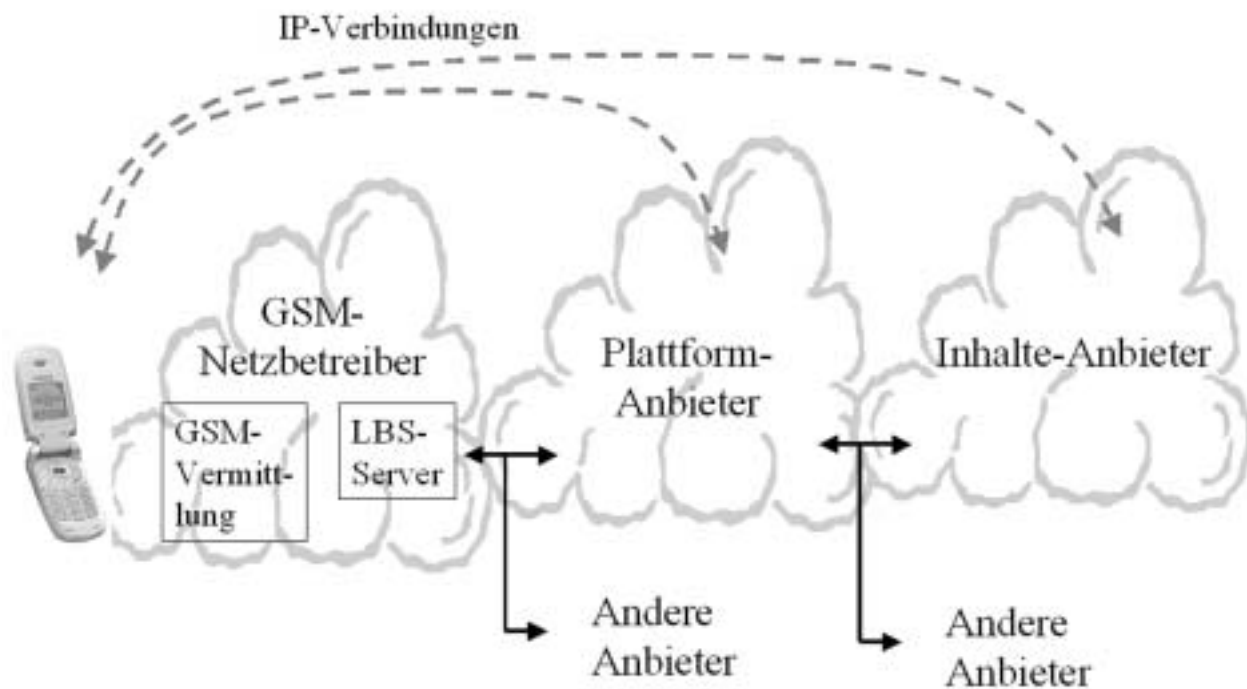 IP-Verbindungen
GSM-
Netzbetreiber
GSM-
Vermitt-
lung
LBS-
Server
Plattform-
Anbieter
Inhalte-Anbieter
Andere
Anbieter
Andere
Anbieter